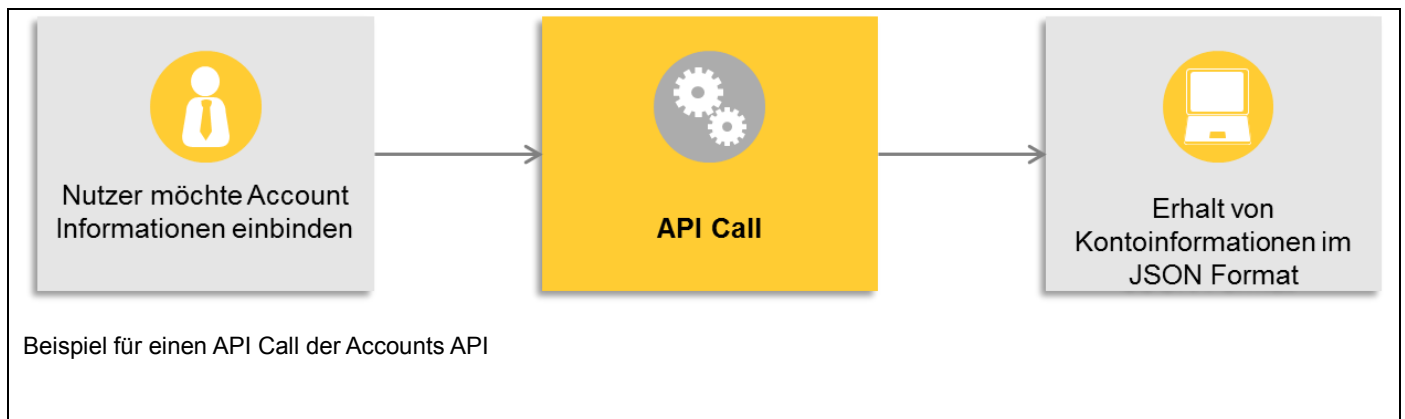 Nutzer möchte Account
Informationen einbinden
API Call
Erhalt von
Kontoinformationen im
JSON Format
Beispiel für einen API Call der Accounts API